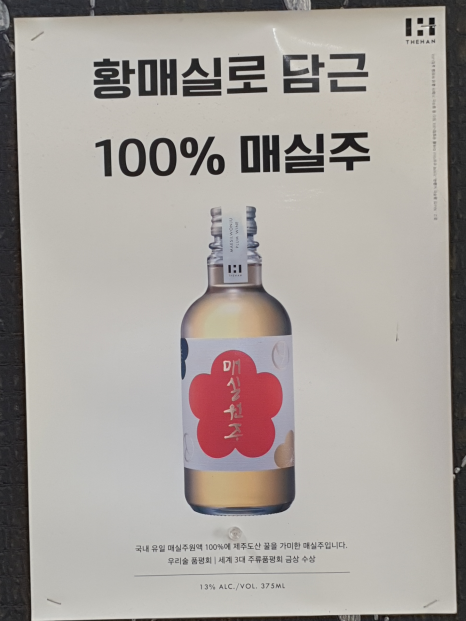 THEHAN
황매실로 담근
100% 매실주
매실원주
국내 유일 매실주원액 100%에 제주도산 꿀을 가미한 매실주입니다.
우리술 품평회 | 세계 3대 주류품평회 금상 수상
13% ALC./VOL. 375ML